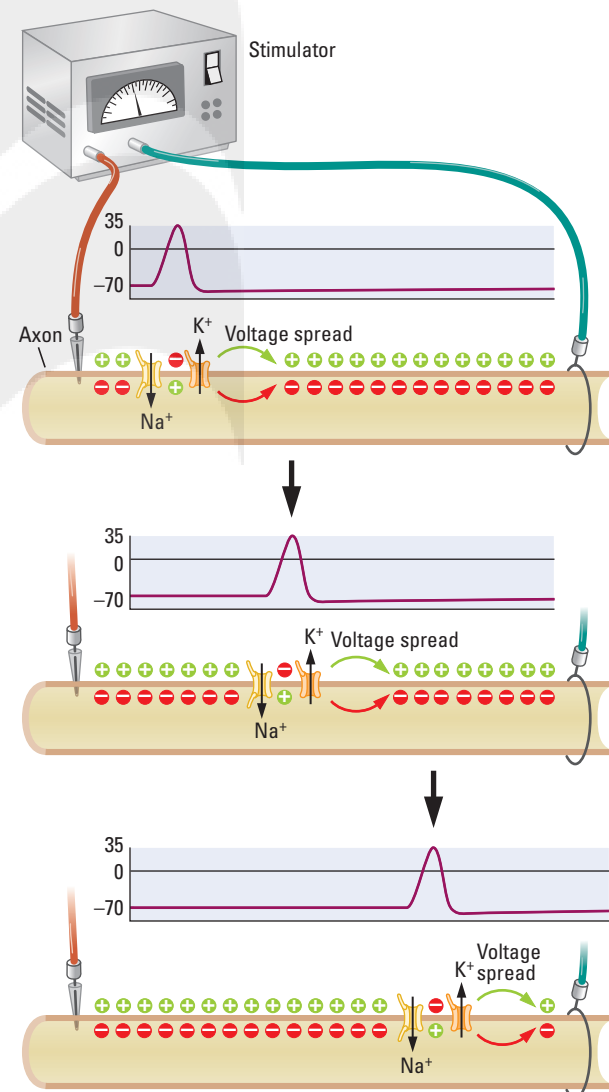 Stimulator
35
0
–70
Axon
K⁺
Voltage spread
Na⁺
35
0
–70
K⁺
Voltage spread
Na⁺
35
0
–70
Voltage
K⁺ spread
Na⁺